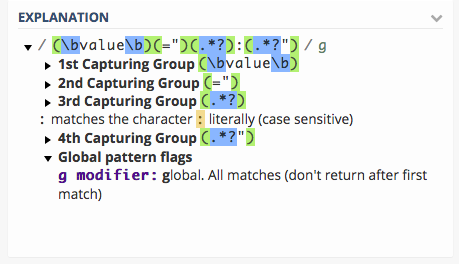 EXPLANATION
/ (\bvalue\b)(=")(.*?):(.*?") / g
1st Capturing Group (\bvalue\b)
2nd Capturing Group (=")
3rd Capturing Group (.*?)
: matches the character : literally (case sensitive)
4th Capturing Group (.*?")
Global pattern flags
g modifier: global. All matches (don't return after first
match)